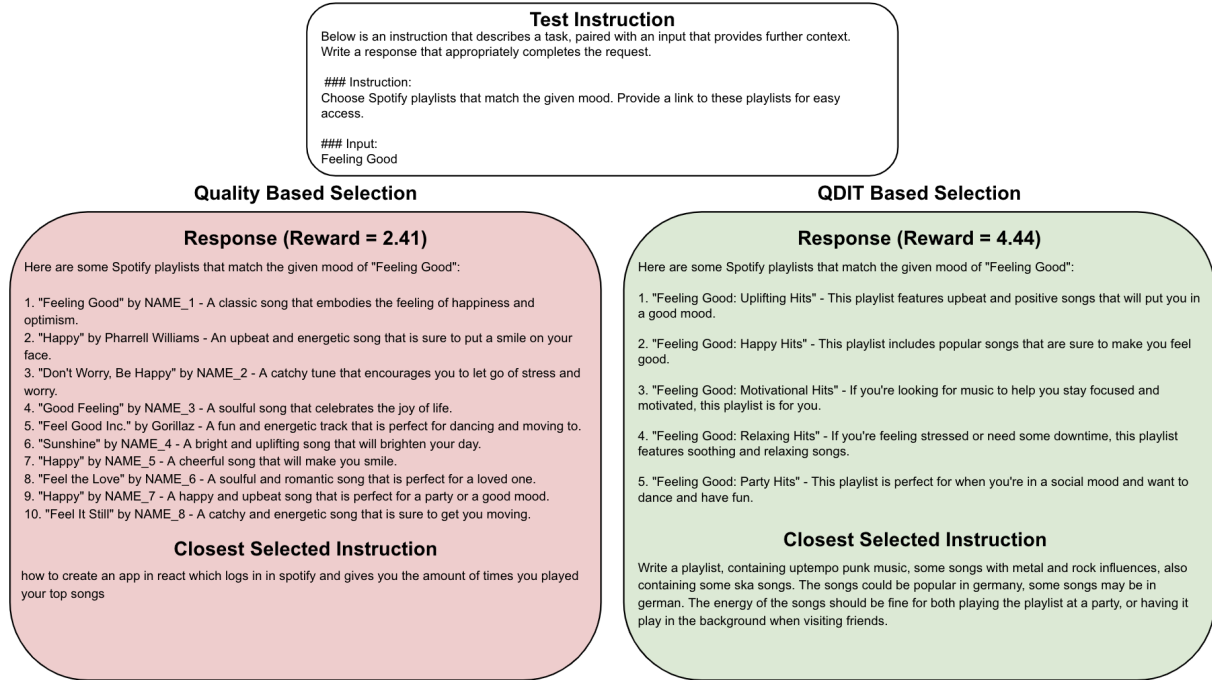 Test Instruction
Below is an instruction that describes a task, paired with an input that provides further context.
Write a response that appropriately completes the request.
### Instruction:
Choose Spotify playlists that match the given mood. Provide a link to these playlists for easy
access.
### Input:
Feeling Good
Quality Based Selection
Response (Reward = 2.41)
Here are some Spotify playlists that match the given mood of "Feeling Good":
1. "Feeling Good" by NAME_1 - A classic song that embodies the feeling of happiness and
optimism.
2. "Happy" by Pharrell Williams - An upbeat and energetic song that is sure to put a smile on your
face.
3. "Don't Worry, Be Happy" by NAME_2 - A catchy tune that encourages you to let go of stress and
worry.
4. "Good Feeling" by NAME_3 - A soulful song that celebrates the joy of life.
5. "Feel Good Inc." by Gorillaz - A fun and energetic track that is perfect for dancing and moving to.
6. "Sunshine" by NAME_4 - A bright and uplifting song that will brighten your day.
7. "Happy" by NAME_5 - A cheerful song that will make you smile.
8. "Feel the Love" by NAME_6 - A soulful and romantic song that is perfect for a loved one.
9. "Happy" by NAME_7 - A happy and upbeat song that is perfect for a party or a good mood.
10. "Feel It Still" by NAME_8 - A catchy and energetic song that is sure to get you moving.
Closest Selected Instruction
how to create an app in react which logs in in spotify and gives you the amount of times you played
your top songs
QDIT Based Selection
Response (Reward = 4.44)
Here are some Spotify playlists that match the given mood of "Feeling Good":
1. "Feeling Good: Uplifting Hits" - This playlist features upbeat and positive songs that will put you in
a good mood.
2. "Feeling Good: Happy Hits" - This playlist includes popular songs that are sure to make you feel
good.
3. "Feeling Good: Motivational Hits" - If you're looking for music to help you stay focused and
motivated, this playlist is for you.
4. "Feeling Good: Relaxing Hits" - If you're feeling stressed or need some downtime, this playlist
features soothing and relaxing songs.
5. "Feeling Good: Party Hits" - This playlist is perfect for when you're in a social mood and want to
dance and have fun.
Closest Selected Instruction
Write a playlist, containing uptempo punk music, some songs with metal and rock influences, also
containing some ska songs. The songs could be popular in germany, some songs may be in
german. The energy of the songs should be fine for both playing the playlist at a party, or having it
play in the background when visiting friends.